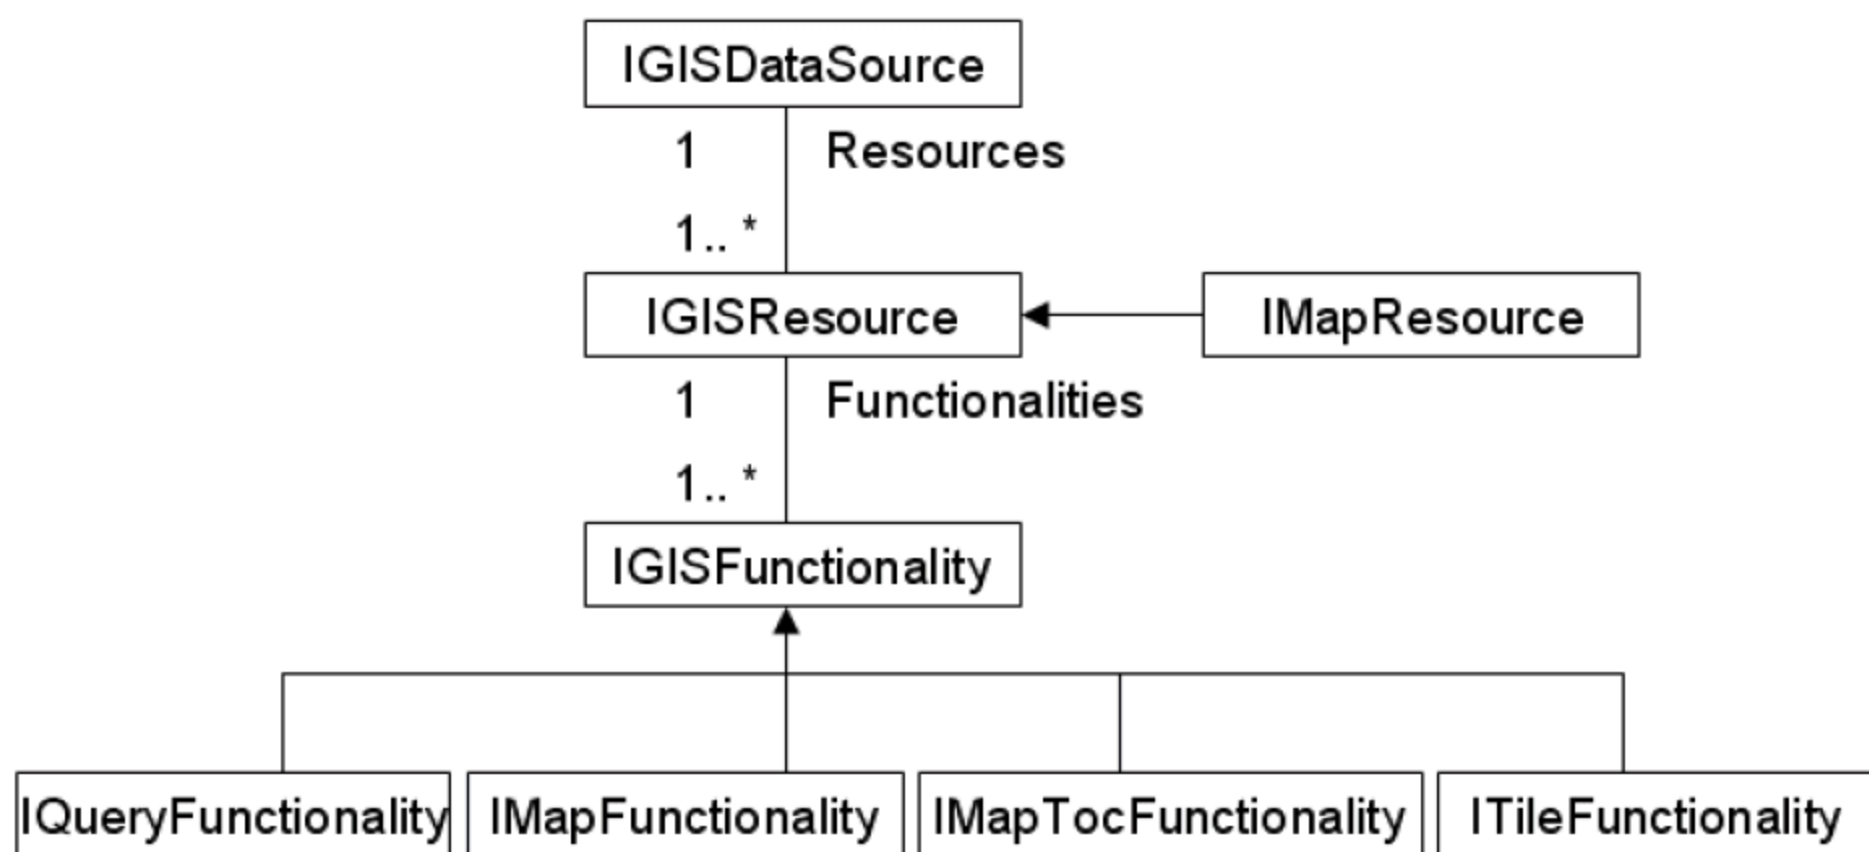 IGISDataSource
1 Resources
1.. *
IGISResource IMapResource
1 Functionalities
1.. *
IGISFunctionality
IQueryFunctionality IMapFunctionality IMapTocFunctionality ITileFunctionality